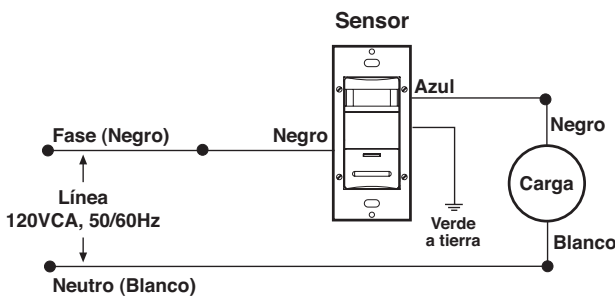 Sensor
Azul
Fase (Negro)
Negro
Negro
Línea
120VCA, 50/60Hz
Carga
Verde
a tierra
Blanco
Neutro (Blanco)